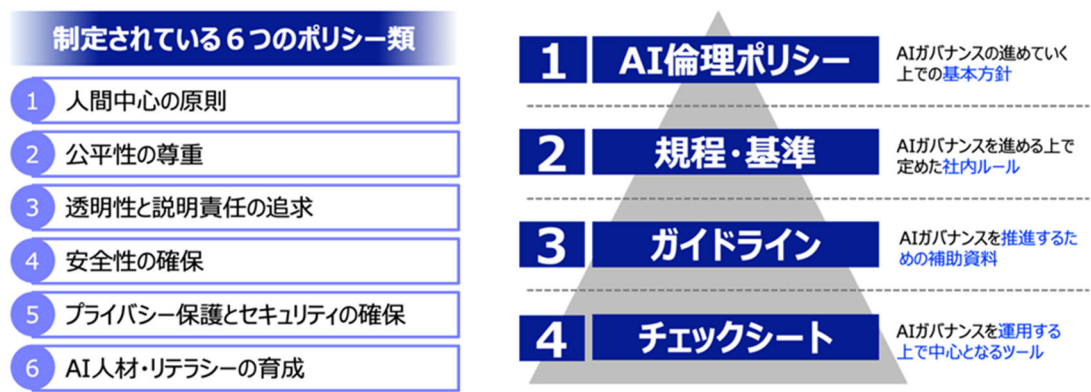 制定されている6つのポリシー類
1 人間中心の原則
2 公平性の尊重
3 透明性と説明責任の追求
4 安全性の確保
5 プライバシー保護とセキュリティの確保
6 AI人材・リテラシーの育成
1 AI倫理ポリシー
AIガバナンスの進めていく
上での基本方針
2 規程・基準
AIガバナンスを進める上で
定めた社内ルール
3 ガイドライン
AIガバナンスを推進するた
めの補助資料
4 チェックシート
AIガバナンスを運用する
上で中心となるツール